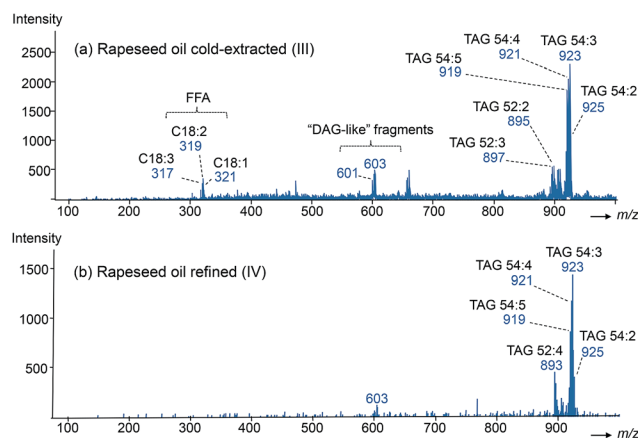 Intensity
(a) Rapeseed oil cold-extracted (III)
TAG 54:4
921
TAG 54:3
923
TAG 54:5
919
TAG 54:2
925
TAG 52:2
895
TAG 52:3
897
FFA
C18:2
319
C18:3
317
C18:1
321
"DAG-like" fragments
601
603
2500
2000
1500
1000
500
100 200 300 400 500 600 700 800 900
m/z
Intensity
(b) Rapeseed oil refined (IV)
TAG 54:3
923
TAG 54:4
921
TAG 54:5
919
TAG 54:2
925
TAG 52:4
893
603
1500
1000
500
100 200 300 400 500 600 700 800 900
m/z